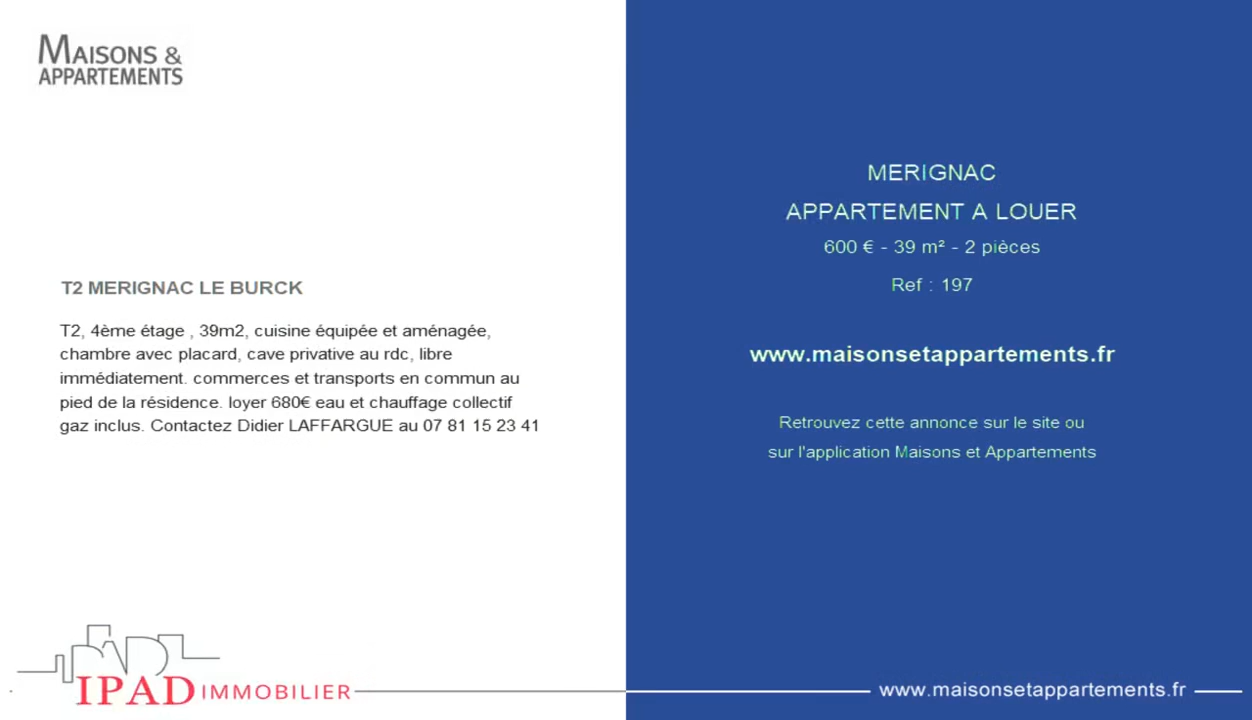 MAISONS &
APPARTEMENTS
T2 MERIGNAC LE BURCK
T2, 4ème étage , 39m2, cuisine équipée et aménagée,
chambre avec placard, cave privative au rdc, libre
immédiatement. commerces et transports en commun au
pied de la résidence. loyer 680€ eau et chauffage collectif
gaz inclus. Contactez Didier LAFFARGUE au 07 81 15 23 41
IPAD IMMOBILIER
MERIGNAC
APPARTEMENT A LOUER
600 € - 39 m² - 2 pièces
Ref : 197
www.maisonsetappartements.fr
Retrouvez cette annonce sur le site ou
sur l'application Maisons et Appartements
www.maisonsetappartements.fr